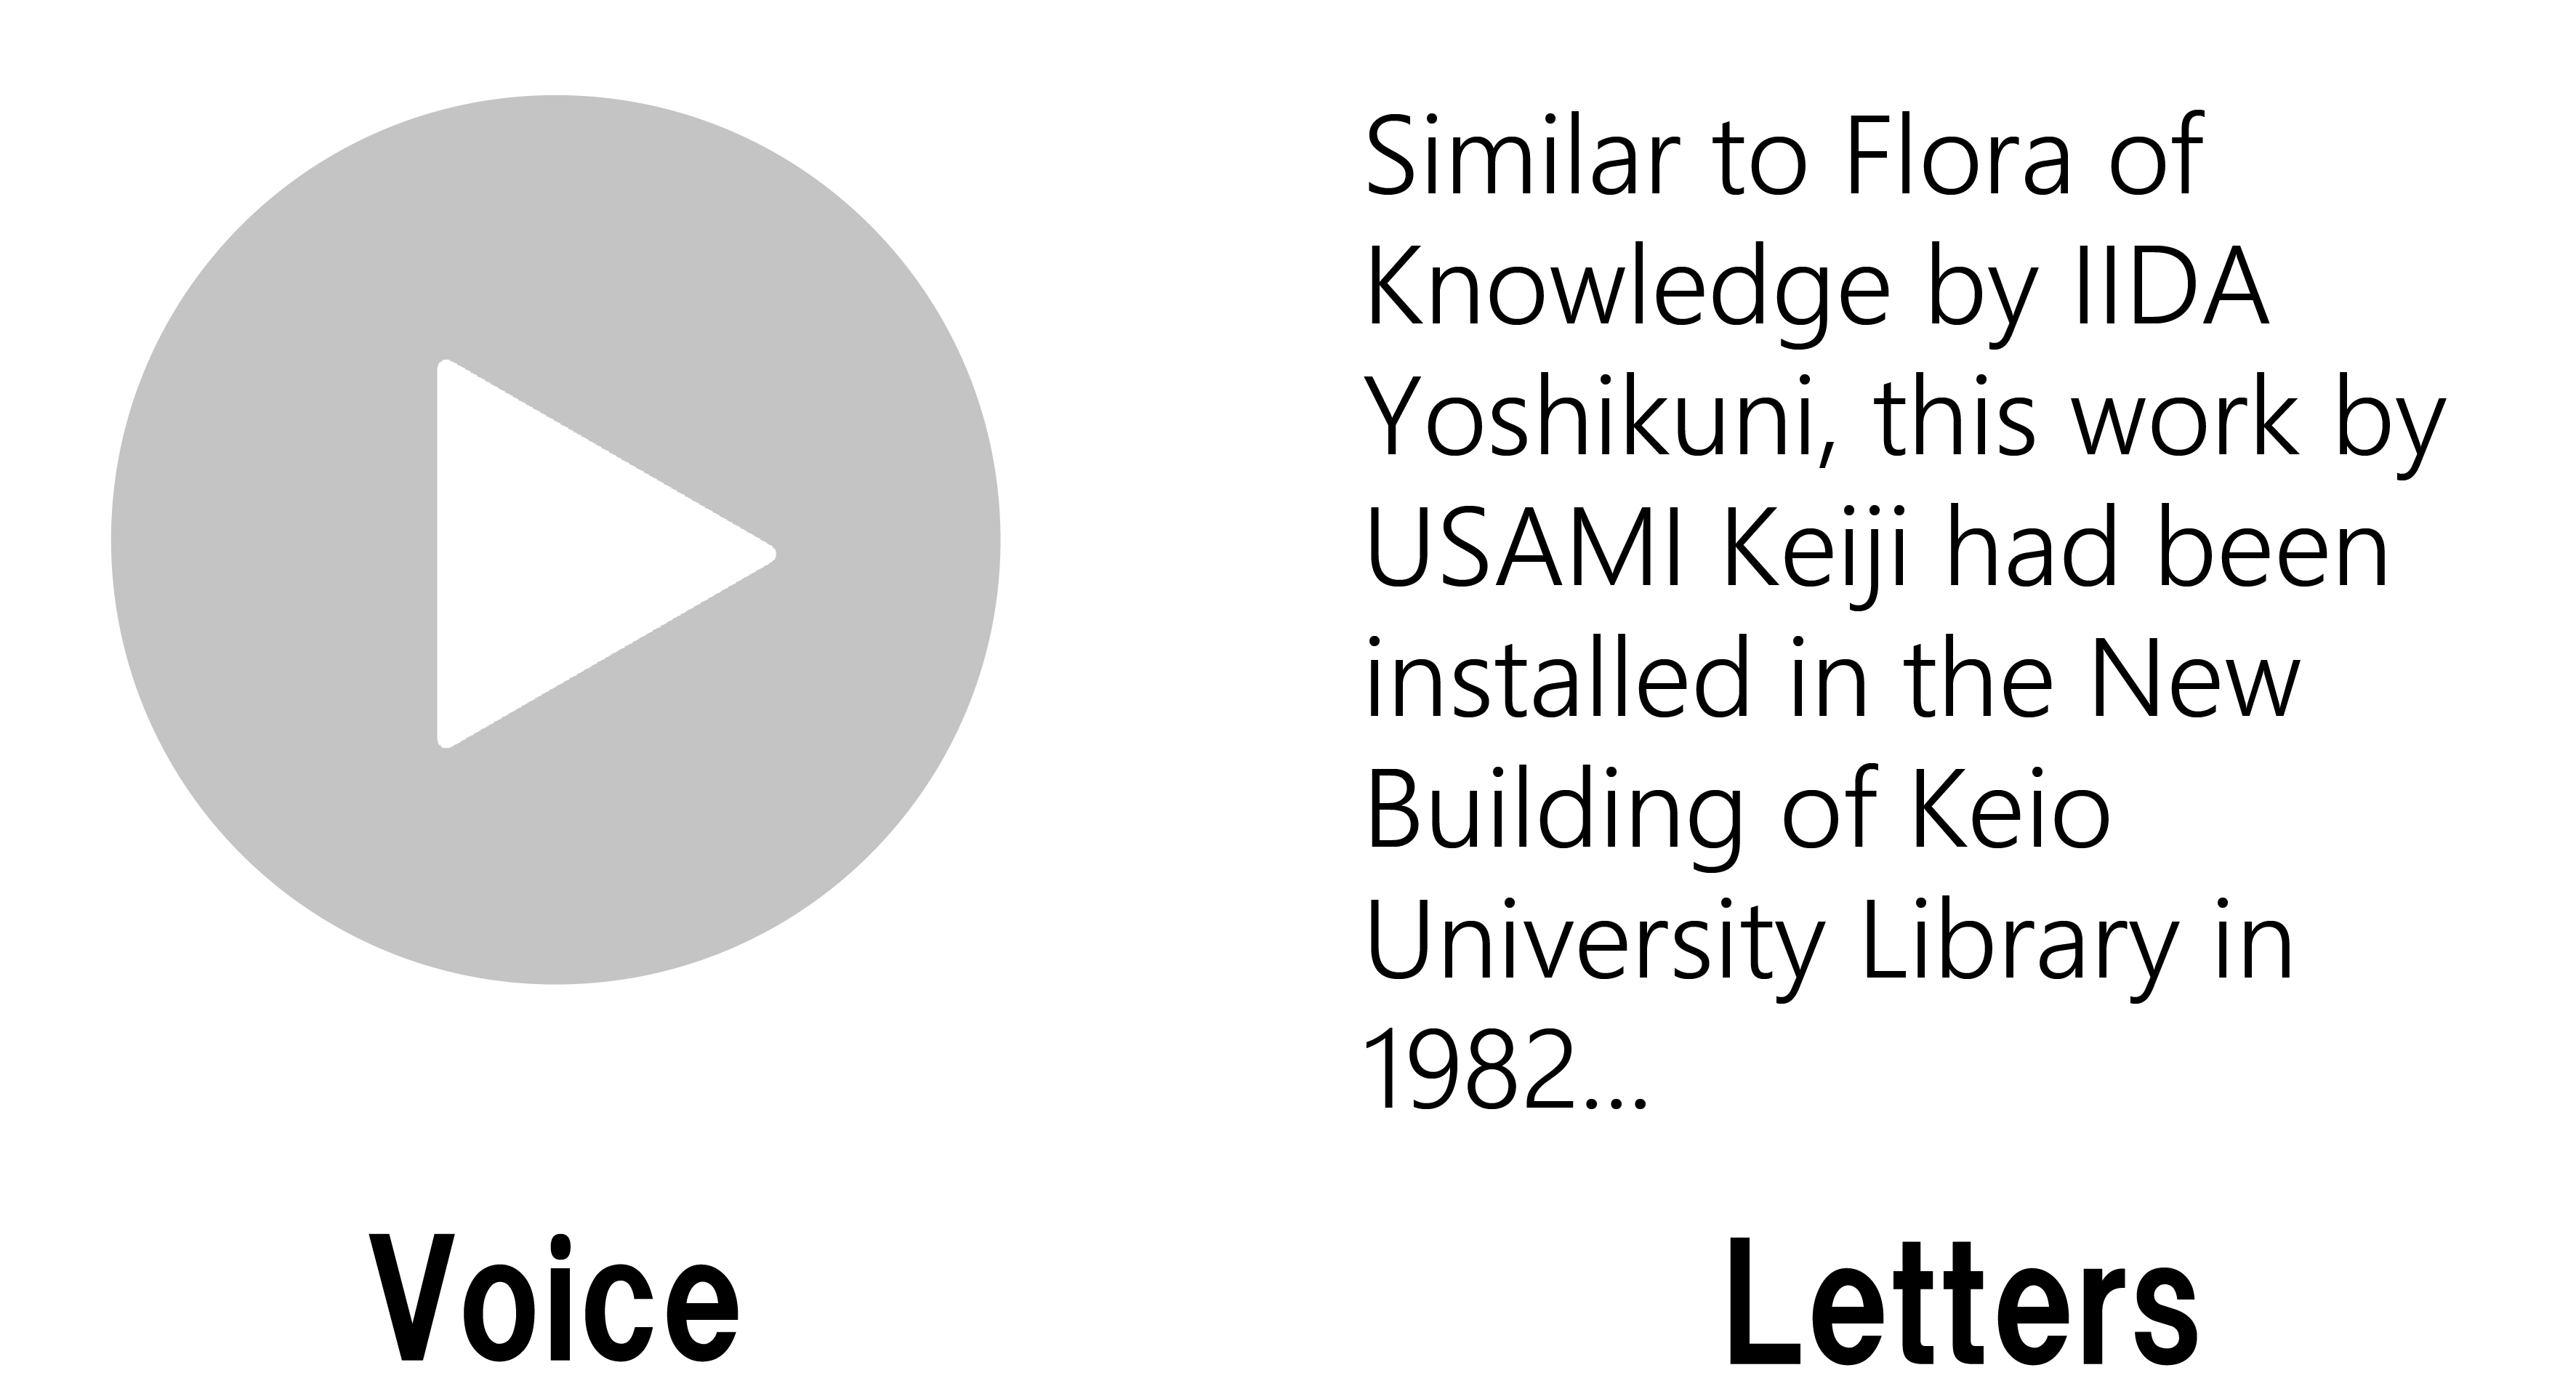 Similar to Flora of
Knowledge by IIDA
Yoshikuni, this work by
USAMI Keiji had been
installed in the New
Building of Keio
University Library in
1982...
Voice
Letters